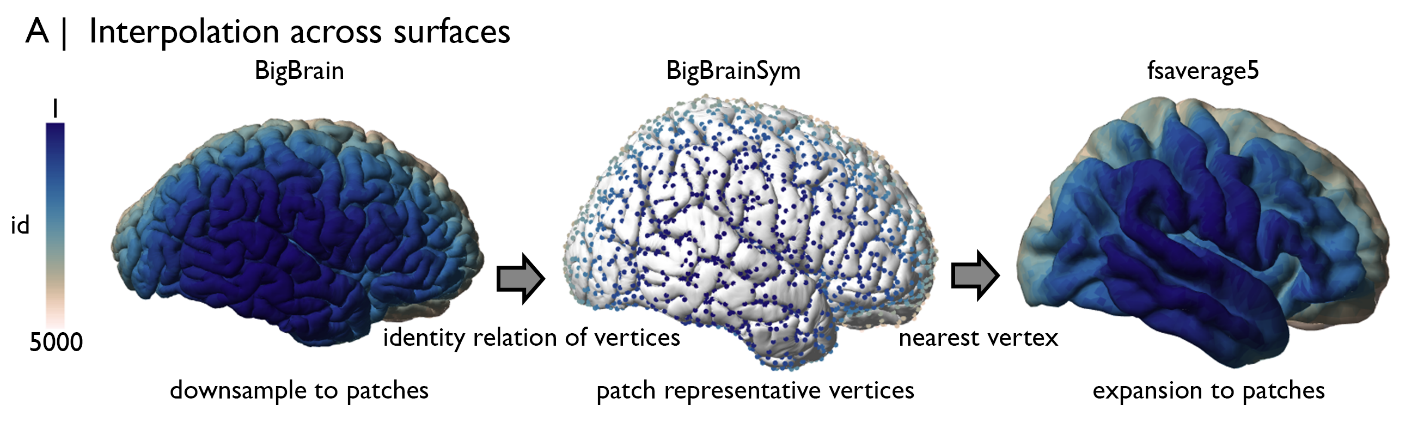 A | Interpolation across surfaces
BigBrain
BigBrainSym
fsaverage5
1
id
5000
identity relation of vertices
nearest vertex
downsample to patches
patch representative vertices
expansion to patches